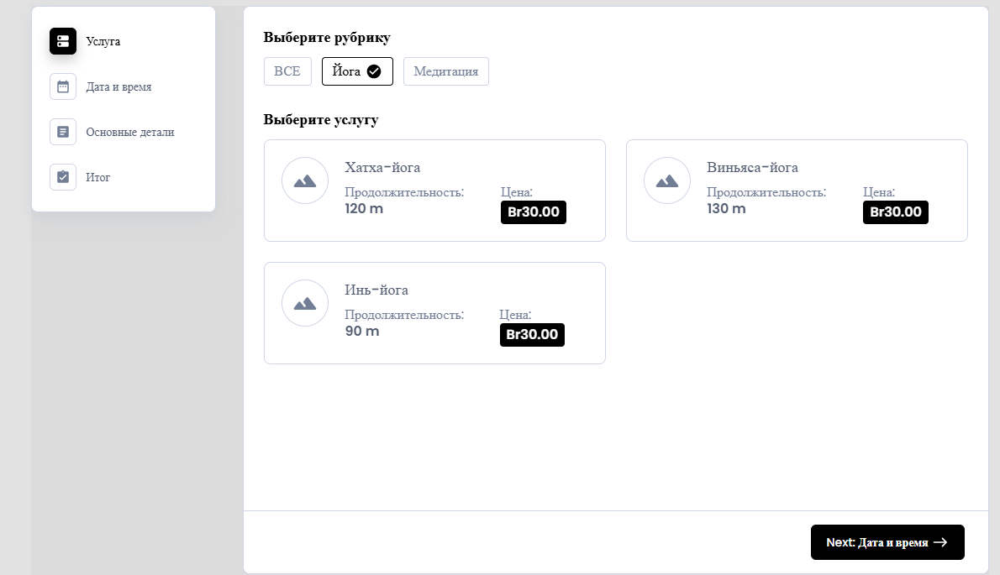 Услуга
Дата и время
Основные детали
Итог
Выберите рубрику
ВСЕ
Йога
Медитация
Выберите услугу
Хатха-йога
Продолжительность:
120 m
Цена:
Br30.00
Виньяса-йога
Продолжительность:
130 m
Цена:
Br30.00
Инь-йога
Продолжительность:
90 m
Цена:
Br30.00
Next: Дата и время →